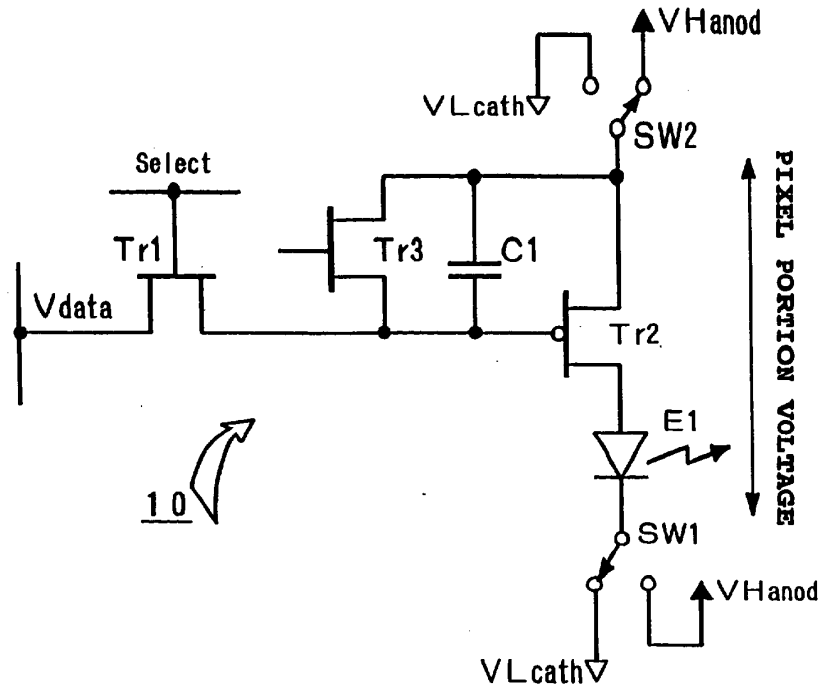 VHanod
VLcath
SW2
Select
Tr1
Tr3
C1
Vdata
Tr2
PIXEL PORTION VOLTAGE
E1
10
SW1
VHanod
VLcath